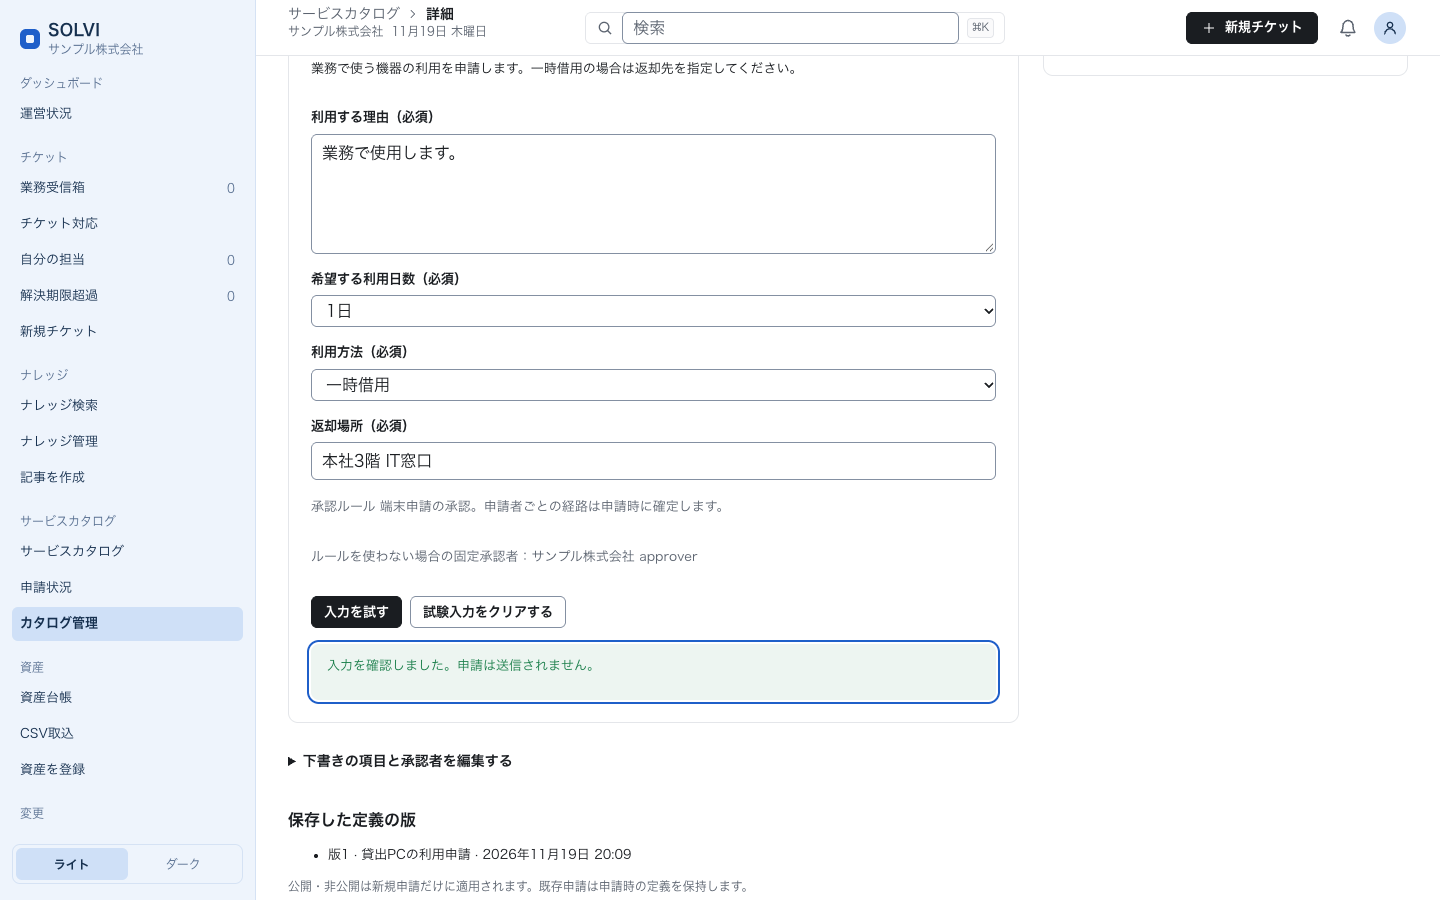 SOLVI
サンプル株式会社
ダッシュボード
運営状況
チケット
業務受信箱 0
チケット対応
自分の担当 0
解決期限超過 0
新規チケット
ナレッジ
ナレッジ検索
ナレッジ管理
記事を作成
サービスカタログ
サービスカタログ
申請状況
カタログ管理
資産
資産台帳
CSV取込
資産を登録
変更
ライト ダーク
サービスカタログ > 詳細
サンプル株式会社 11月19日 木曜日
検索 ⌘K
+ 新規チケット
業務で使う機器の利用を申請します。一時借用の場合は返却先を指定してください。
利用する理由（必須）
業務で使用します。
希望する利用日数（必須）
1日
利用方法（必須）
一時借用
返却場所（必須）
本社3階 IT窓口
承認ルール 端末申請の承認。申請者ごとの経路は申請時に確定します。
ルールを使わない場合の固定承認者：サンプル株式会社 approver
入力を試す 試験入力をクリアする
入力を確認しました。申請は送信されません。
▶ 下書きの項目と承認者を編集する
保存した定義の版
• 版1 · 貸出PCの利用申請 · 2026年11月19日 20:09
公開・非公開は新規申請だけに適用されます。既存申請は申請時の定義を保持します。